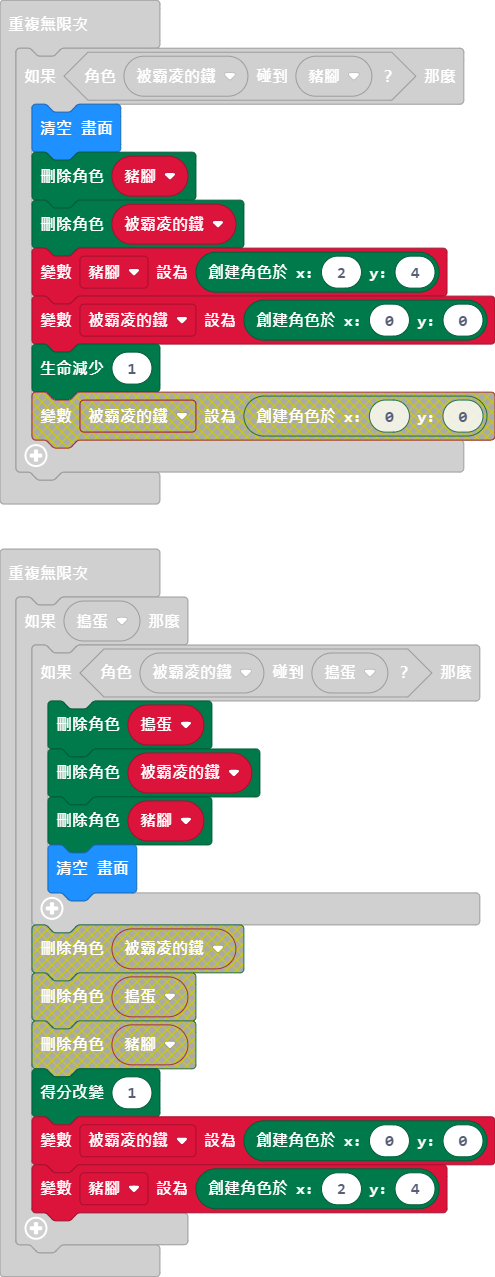 重複無限次
如果 角色 被霸凌的鐵 碰到 豬腳 ? 那麼
清空 畫面
刪除角色 豬腳
刪除角色 被霸凌的鐵
變數 豬腳 設為 創建角色於 x: 2 y: 4
變數 被霸凌的鐵 設為 創建角色於 x: 0 y: 0
生命減少 1
變數 被霸凌的鐵 設為 創建角色於 x: 0 y: 0
重複無限次
如果 搗蛋 那麼
如果 角色 被霸凌的鐵 碰到 搗蛋 ? 那麼
刪除角色 搗蛋
刪除角色 被霸凌的鐵
刪除角色 豬腳
清空 畫面
刪除角色 被霸凌的鐵
刪除角色 搗蛋
刪除角色 豬腳
得分改變 1
變數 被霸凌的鐵 設為 創建角色於 x: 0 y: 0
變數 豬腳 設為 創建角色於 x: 2 y: 4